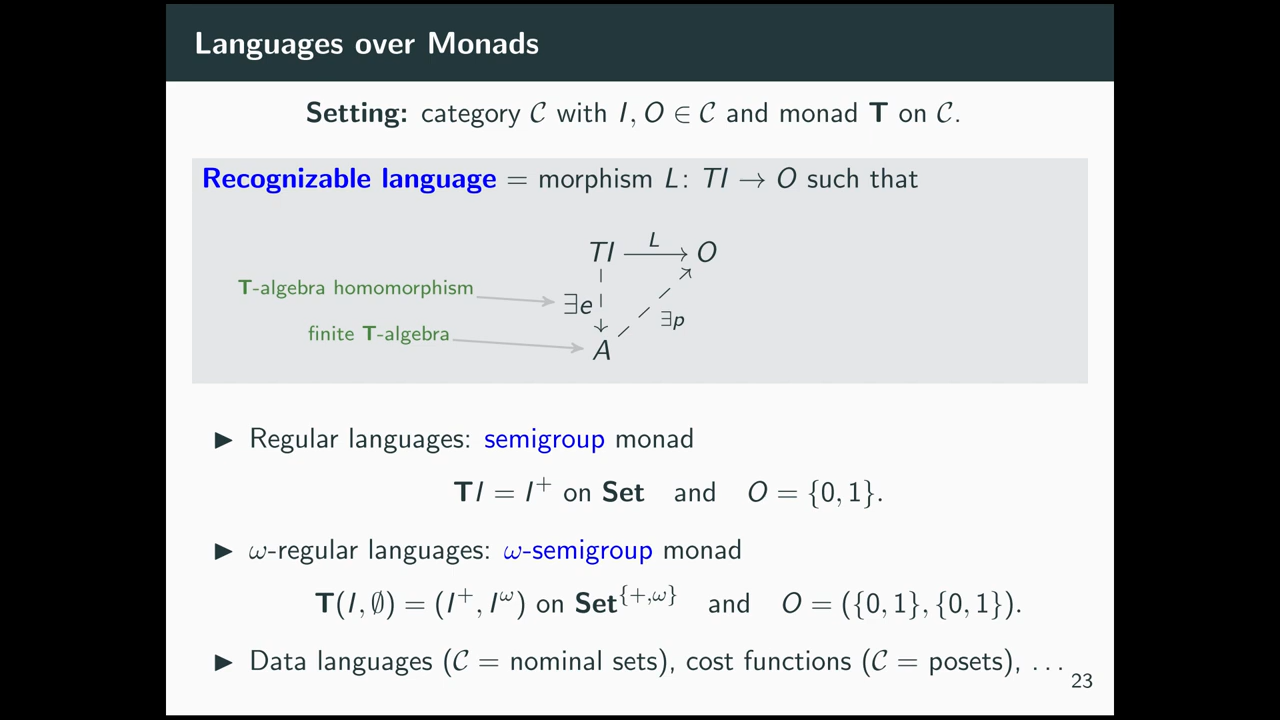 Languages over Monads
Setting: category 𝒞 with I, O ∈ 𝒞 and monad T on 𝒞.
Recognizable language = morphism L: TI → O such that
TI L O
T-algebra homomorphism
∃e
∃p
finite T-algebra
A
▶ Regular languages: semigroup monad
TI = I⁺ on Set and O = {0, 1}.
▶ ω-regular languages: ω-semigroup monad
T(I, ∅) = (I⁺, I^ω) on Set^{+,ω} and O = ({0, 1}, {0, 1}).
▶ Data languages (𝒞 = nominal sets), cost functions (𝒞 = posets), ...
23